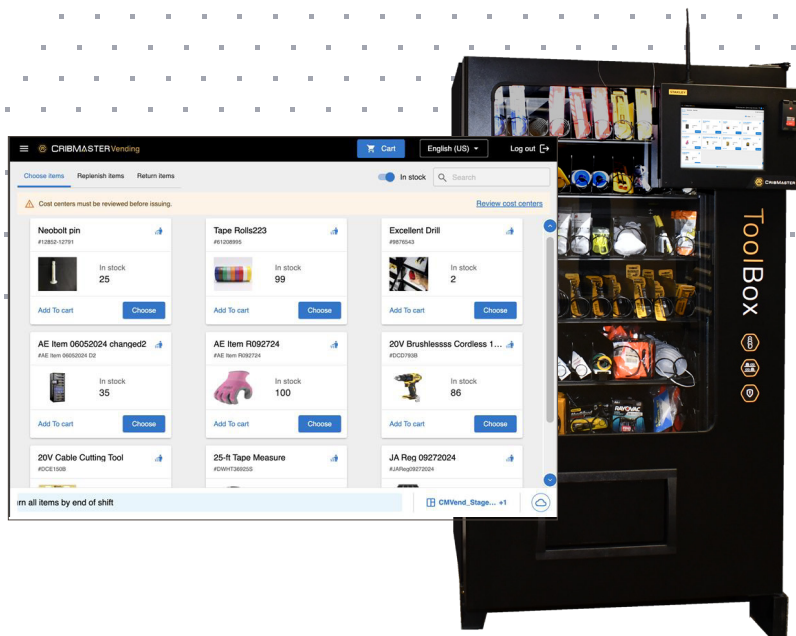 CRIBMASTER Vending
Cart
English (US)
Log out
Choose items
Replenish items
Return items
In stock
Search
Cost centers must be reviewed before issuing.
Review cost centers
Neobolt pin
#12852-12791
In stock
25
Add To cart
Choose
Tape Rolls223
#61208995
In stock
99
Add To cart
Choose
Excellent Drill
#9876543
In stock
2
Add To cart
Choose
AE Item 06052024 changed2
#AE Item 06052024 D2
In stock
35
Add To cart
Choose
AE Item R092724
#AE Item R092724
In stock
100
Add To cart
Choose
20V Brushlessss Cordless 1...
#DCD793B
In stock
86
Add To cart
Choose
20V Cable Cutting Tool
#DCE150B
25-ft Tape Measure
#DWHT36925S
JA Reg 09272024
#JAReg09272024
rn all items by end of shift
CMVend_Stage... +1
CRIBMASTER
ToolBox
RAYOVAC